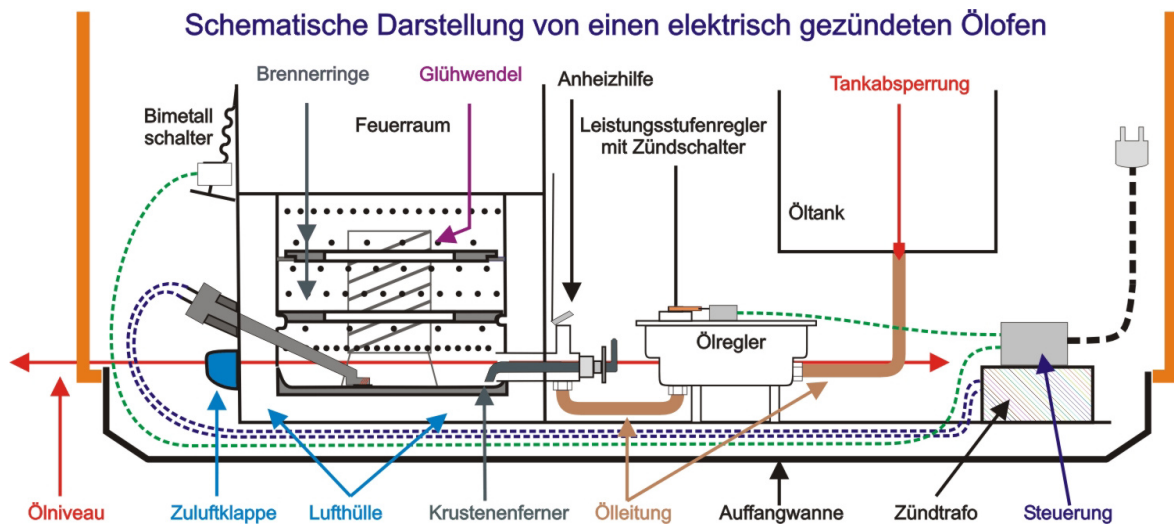 Schematische Darstellung von einen elektrisch gezündeten Ölofen
Brennerringe
Glühwendel
Anheizhilfe
Tankabsperrung
Bimetall
schalter
Feuerraum
Leistungsstufenregler
mit Zündschalter
Öltank
Ölregler
Ölniveau
Zuluftklappe
Lufthülle
Krustenenferner
Ölleitung
Auffangwanne
Zündtrafo
Steuerung